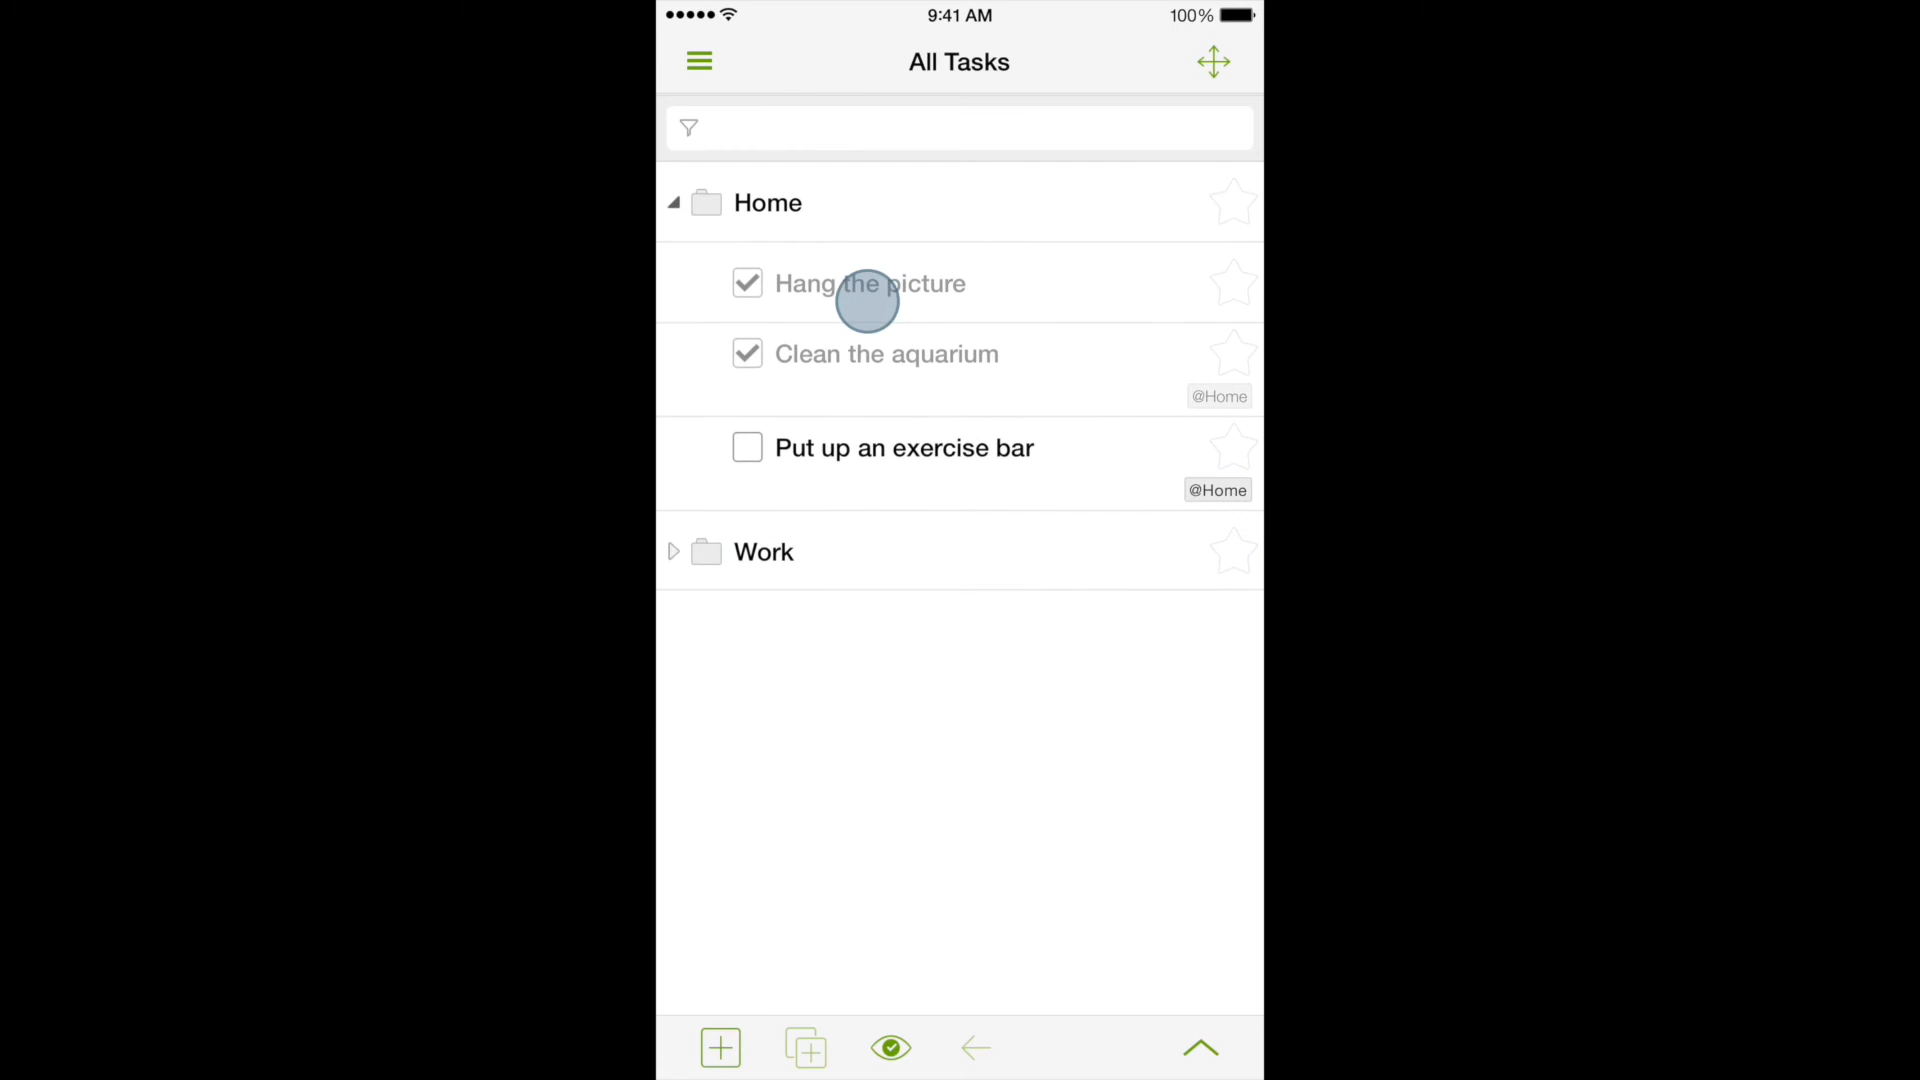 9:41 AM
100%
All Tasks
Home
Hang the picture
Clean the aquarium
@Home
Put up an exercise bar
@Home
Work